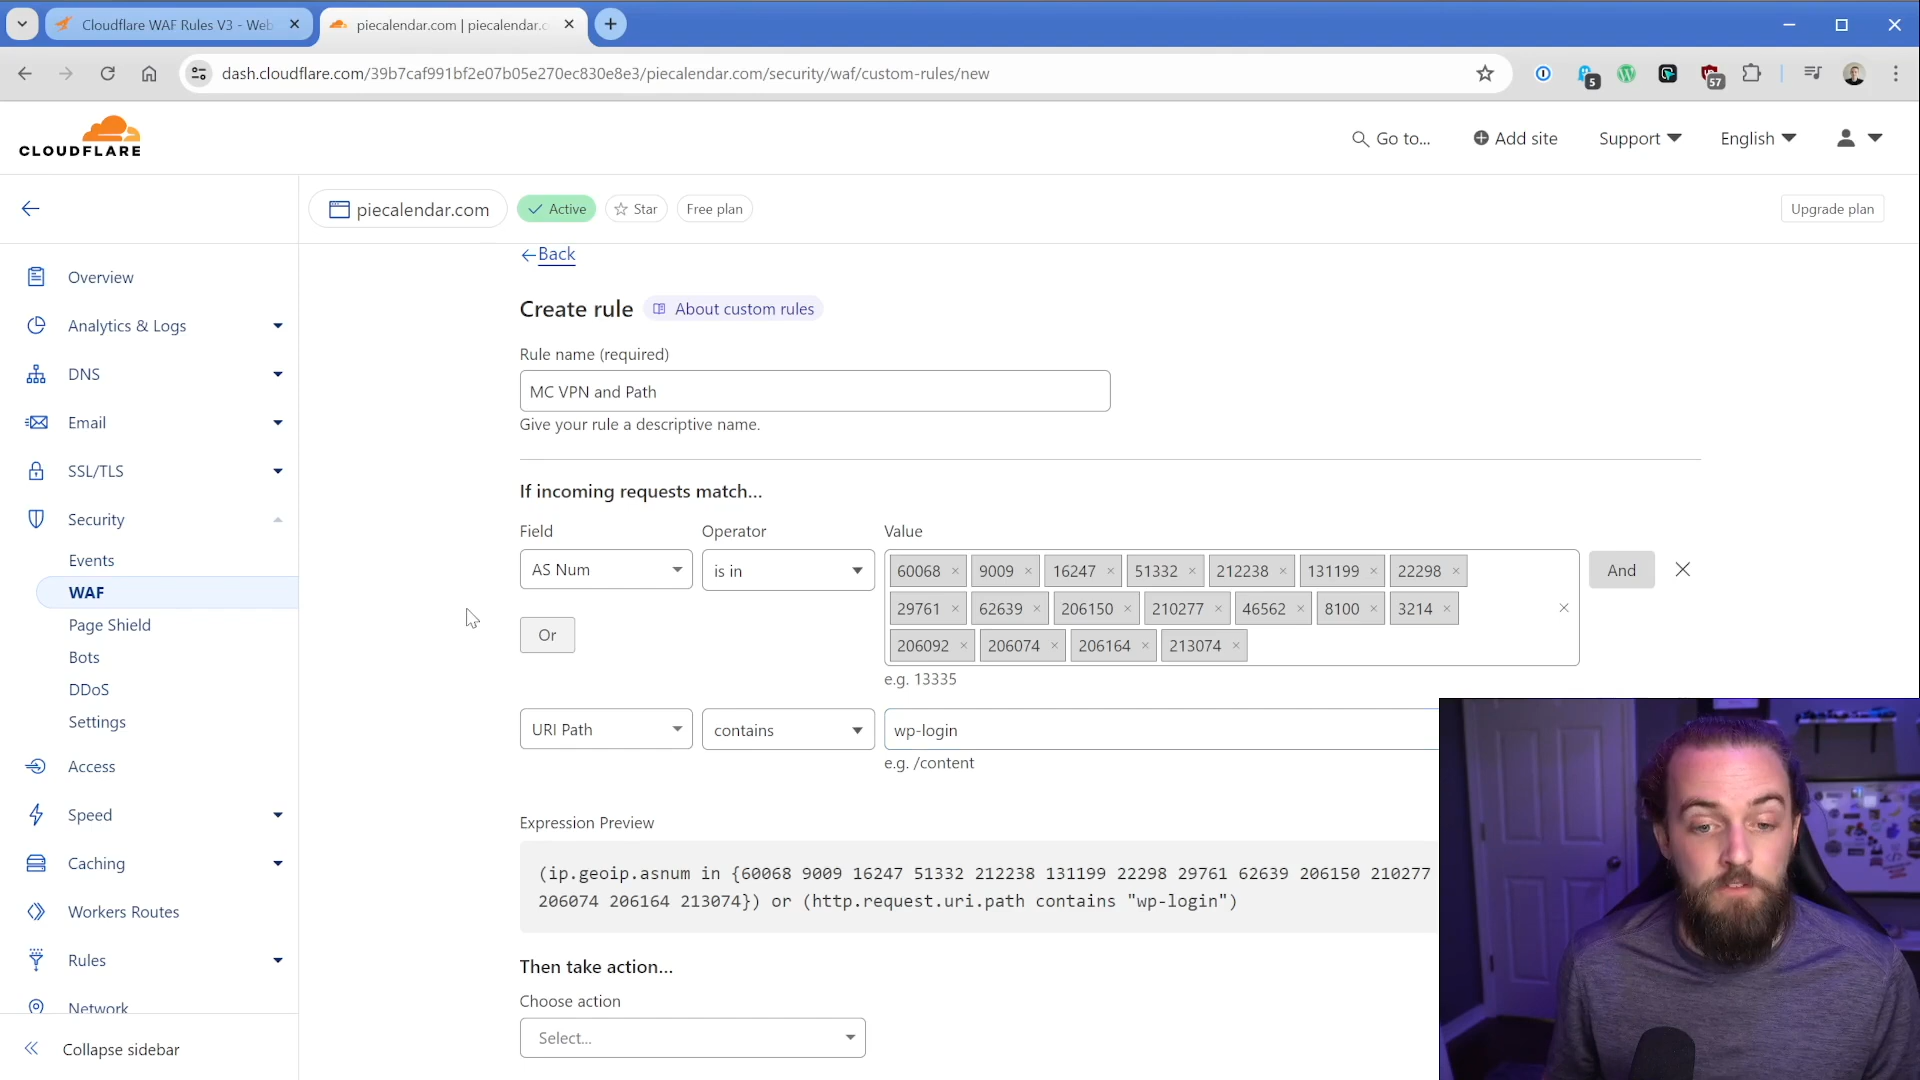 Cloudflare WAF Rules V3 - Web
piecalendar.com | piecalendar.c
dash.cloudflare.com/39b7caf991bf2e07b05e270ec830e8e3/piecalendar.com/security/waf/custom-rules/new
5
57
CLOUDFLARE
Go to...
Add site
Support
English
piecalendar.com
Active
Star
Free plan
Upgrade plan
Overview
Analytics & Logs
DNS
Email
SSL/TLS
Security
Events
WAF
Page Shield
Bots
DDoS
Settings
Access
Speed
Caching
Workers Routes
Rules
Network
Collapse sidebar
Back
Create rule
About custom rules
Rule name (required)
MC VPN and Path
Give your rule a descriptive name.
If incoming requests match...
Field Operator Value
AS Num is in 60068 9009 16247 51332 212238 131199 22298 And
29761 62639 206150 210277 46562 8100 3214
Or 206092 206074 206164 213074
e.g. 13335
URI Path contains wp-login
e.g. /content
Expression Preview
(ip.geoip.asnum in {60068 9009 16247 51332 212238 131199 22298 29761 62639 206150 210277
206074 206164 213074}) or (http.request.uri.path contains "wp-login")
Then take action...
Choose action
Select...